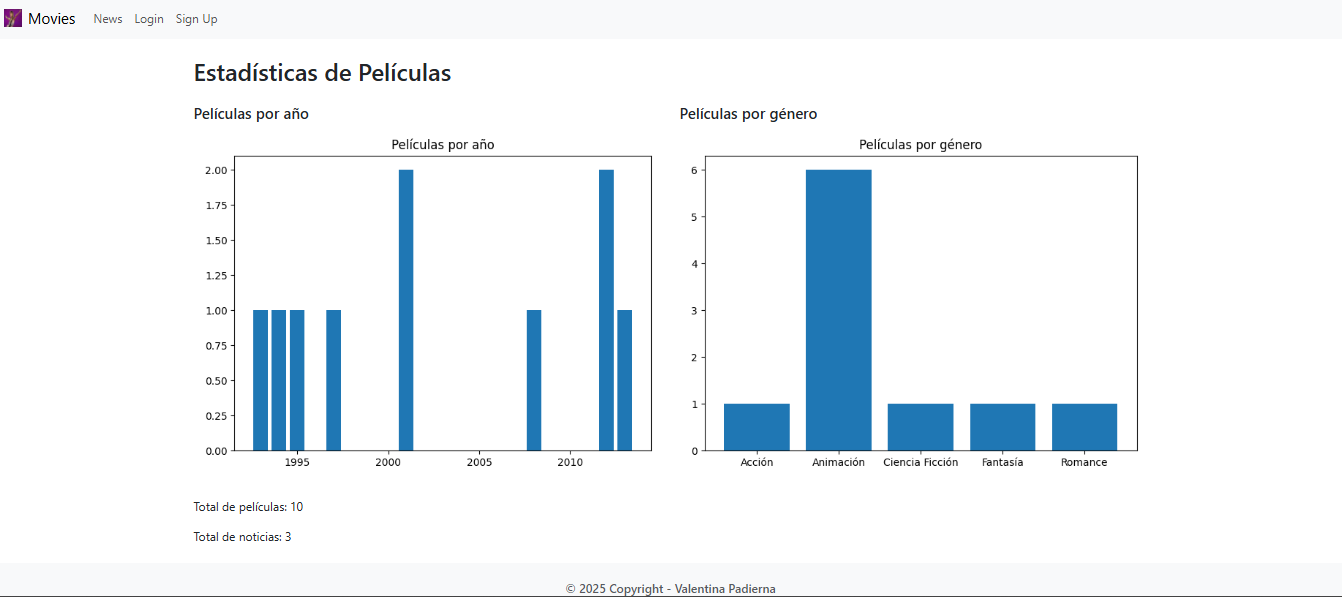 Movies News Login Sign Up
Estadísticas de Películas
Películas por año
Películas por año
2.00
1.75
1.50
1.25
1.00
0.75
0.50
0.25
0.00
1995 2000 2005 2010
Películas por género
Películas por género
6
5
4
3
2
1
0
Acción Animación Ciencia Ficción Fantasía Romance
Total de películas: 10
Total de noticias: 3
© 2025 Copyright - Valentina Padierna